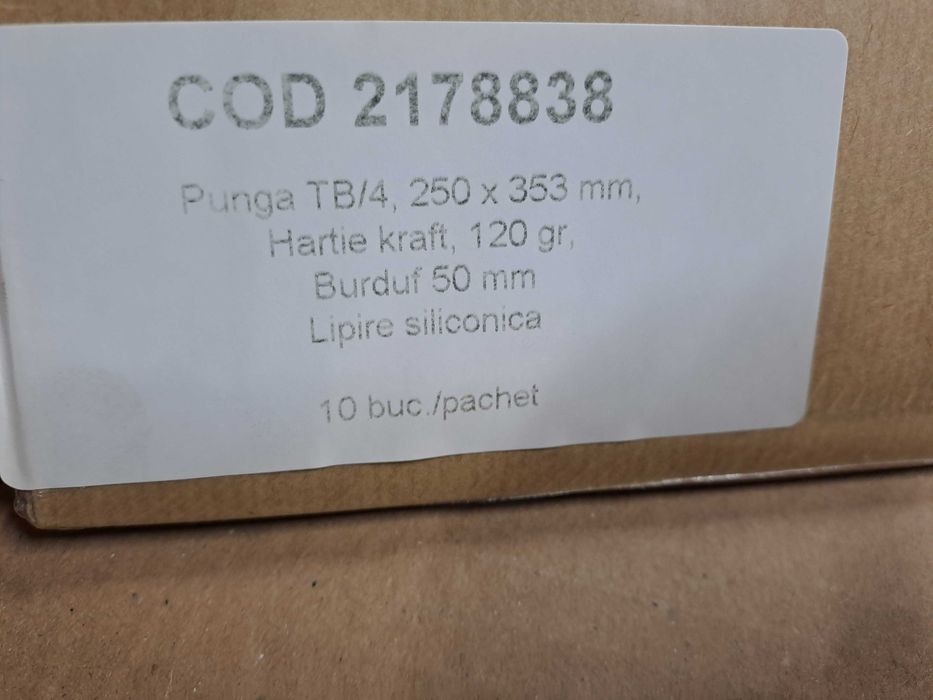 COD 2178838
Punga TB/4, 250 x 353 mm,
Hartie kraft, 120 gr,
Burduf 50 mm
Lipire siliconica
10 buc./pachet